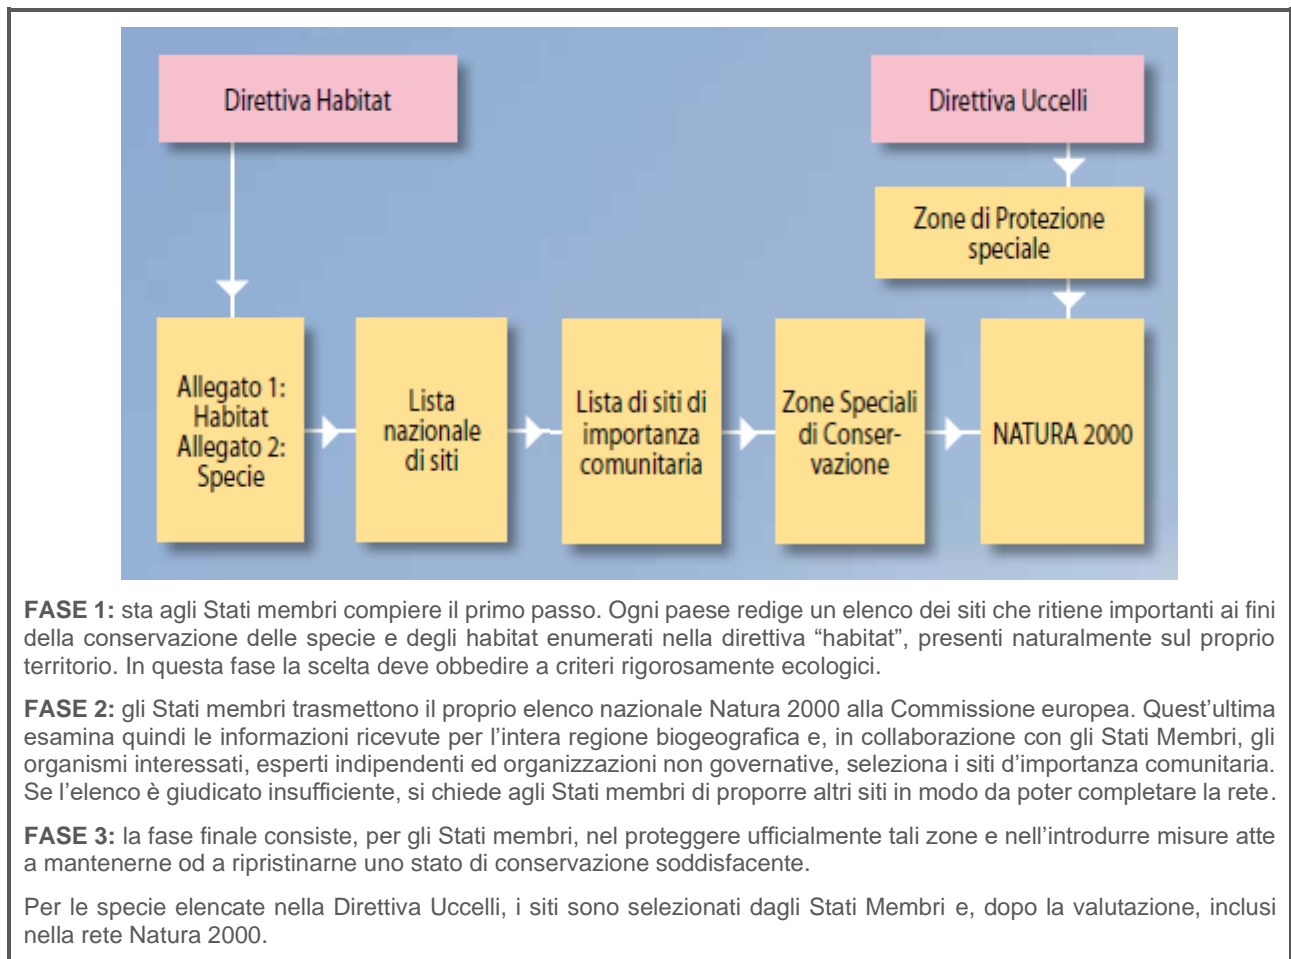 Direttiva Habitat
Direttiva Uccelli
Zone di Protezione
speciale
Allegato 1:
Habitat
Allegato 2:
Specie
Lista
nazionale
di siti
Lista di siti di
importanza
comunitaria
Zone Speciali
di Conser-
vazione
NATURA 2000
FASE 1: sta agli Stati membri compiere il primo passo. Ogni paese redige un elenco dei siti che ritiene importanti ai fini
della conservazione delle specie e degli habitat enumerati nella direttiva “habitat”, presenti naturalmente sul proprio
territorio. In questa fase la scelta deve obbedire a criteri rigorosamente ecologici.
FASE 2: gli Stati membri trasmettono il proprio elenco nazionale Natura 2000 alla Commissione europea. Quest’ultima
esamina quindi le informazioni ricevute per l’intera regione biogeografica e, in collaborazione con gli Stati Membri, gli
organismi interessati, esperti indipendenti ed organizzazioni non governative, seleziona i siti d’importanza comunitaria.
Se l’elenco è giudicato insufficiente, si chiede agli Stati membri di proporre altri siti in modo da poter completare la rete.
FASE 3: la fase finale consiste, per gli Stati membri, nel proteggere ufficialmente tali zone e nell’introdurre misure atte
a mantenerne od a ripristinarne uno stato di conservazione soddisfacente.
Per le specie elencate nella Direttiva Uccelli, i siti sono selezionati dagli Stati Membri e, dopo la valutazione, inclusi
nella rete Natura 2000.